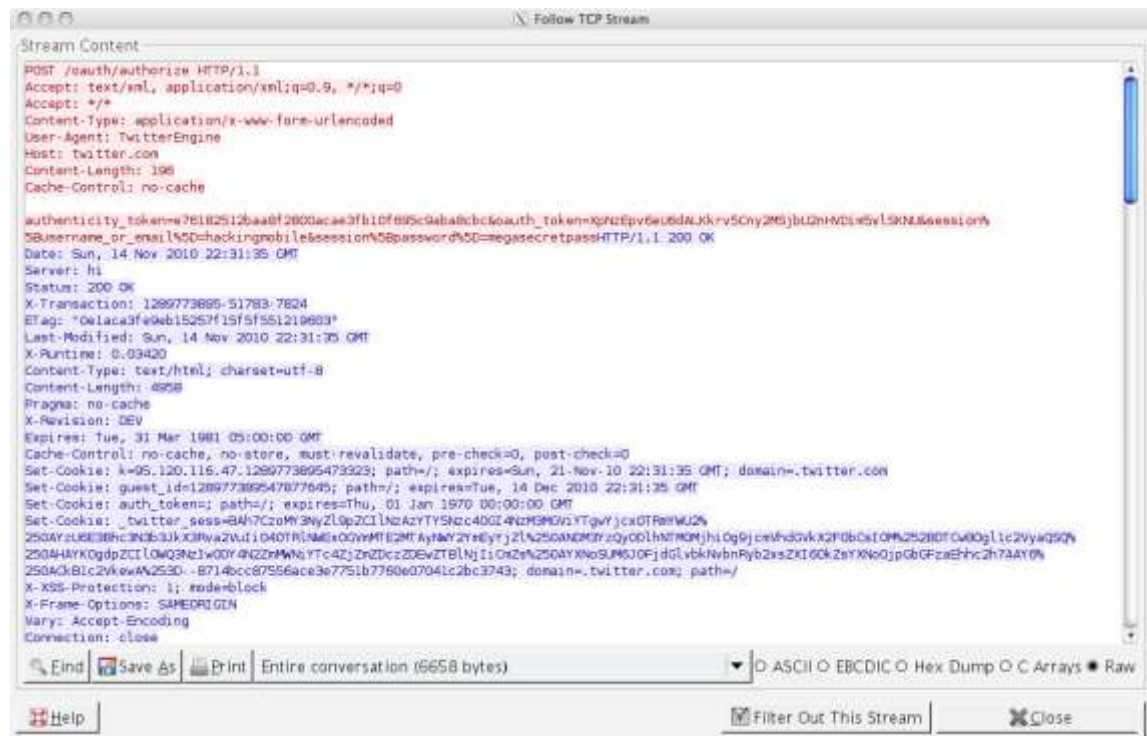 Follow TCP Stream
Stream Content
POST /oauth/authorize HTTP/1.1
Accept: text/xml, application/xml;q=0.9, */*;q=0
Accept: */*
Content-Type: application/x-www-form-urlencoded
User-Agent: TwitterEngine
Host: twitter.com
Content-Length: 196
Cache-Control: no-cache
5Busername_or_email%5D=hackingmobile&session%5Bpassword%5D=megasecretpassHTTP/1.1 200 OK
Date: Sun, 14 Nov 2010 22:31:35 GMT
Server: hi
Status: 200 OK
X-Transaction: 1289773895-51783-7824
ETag:
Last-Modified: Sun, 14 Nov 2010 22:31:35 GMT
X-Runtime: 0.03420
Content-Type: text/html; charset=utf-8
Content-Length: 4958
Pragma: no-cache
X-Revision: DEV
Expires: Tue, 31 Mar 1981 05:00:00 GMT
Cache-Control: no-cache, no-store, must-revalidate, pre-check=0, post-check=0
Set-Cookie: k=95.120.116.47.1289773895473323; path=/; expires=Sun, 21-Nov-10 22:31:35 GMT; domain=.twitter.com
Set-Cookie: guest_id=128977389547877645; path=/; expires=Tue, 14 Dec 2010 22:31:35 GMT
Set-Cookie: auth_token=; path=/; expires=Thu, 01 Jan 1970 00:00:00 GMT
Set-Cookie:
domain=.twitter.com; path=/
X-XSS-Protection: 1; mode=block
X-Frame-Options: SAMEORIGIN
Vary: Accept-Encoding
Connection: close
Find Save As Print Entire conversation (6658 bytes) ASCII EBCDIC Hex Dump C Arrays Raw
Help Filter Out This Stream Close